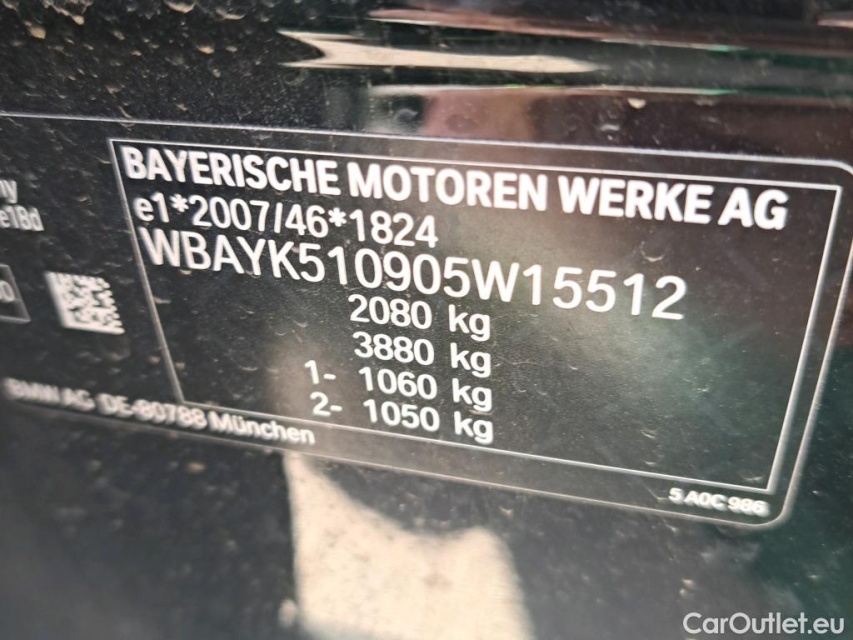 BAYERISCHE MOTOREN WERKE AG
e1*2007/46*1824
WBAYK510905W15512
2080 kg
3880 kg
1- 1060 kg
2- 1050 kg
BMW AG DE-80788 München
5 A0C 986
CarOutlet.eu